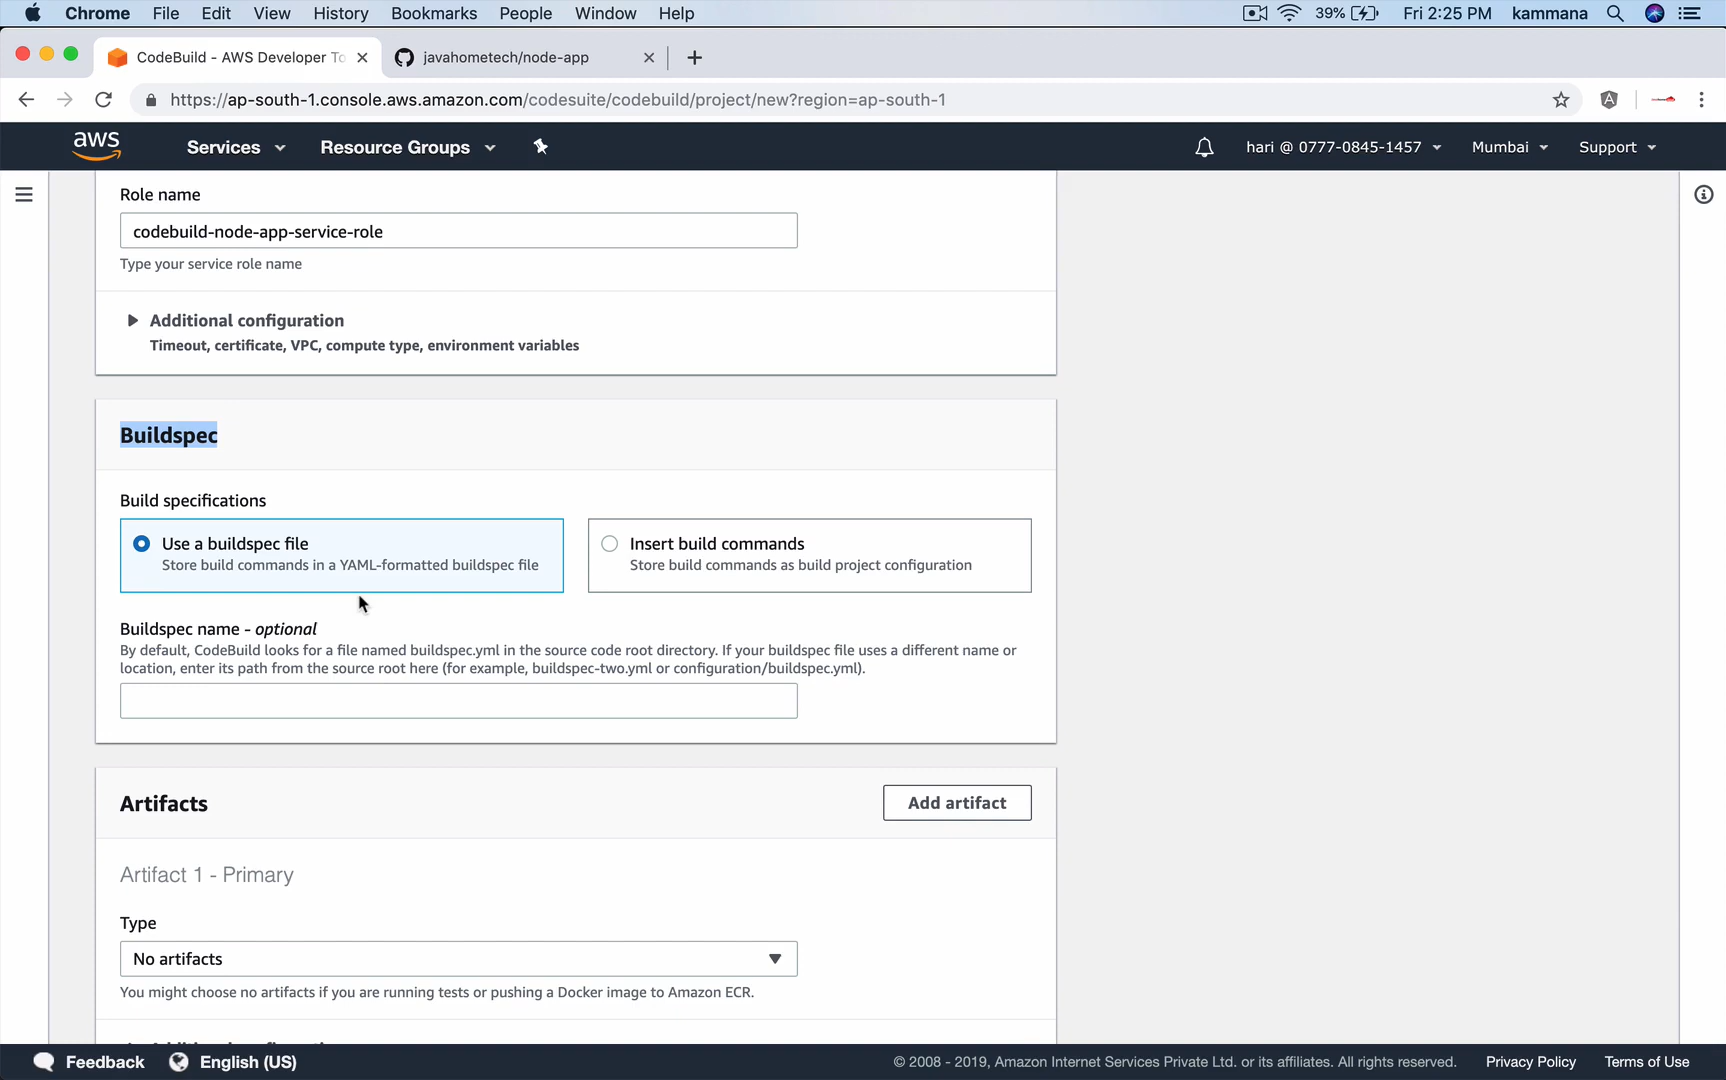 Chrome File Edit View History Bookmarks People Window Help 39% Fri 2:25 PM kammana
CodeBuild - AWS Developer To javahometech/node-app
https://ap-south-1.console.aws.amazon.com/codesuite/codebuild/project/new?region=ap-south-1
aws Services Resource Groups hari @ 0777-0845-1457 Mumbai Support
Role name
codebuild-node-app-service-role
Type your service role name
Additional configuration
Timeout, certificate, VPC, compute type, environment variables
Buildspec
Build specifications
Use a buildspec file
Store build commands in a YAML-formatted buildspec file
Insert build commands
Store build commands as build project configuration
Buildspec name - optional
By default, CodeBuild looks for a file named buildspec.yml in the source code root directory. If your buildspec file uses a different name or
location, enter its path from the source root here (for example, buildspec-two.yml or configuration/buildspec.yml).
Artifacts
Add artifact
Artifact 1 - Primary
Type
No artifacts
You might choose no artifacts if you are running tests or pushing a Docker image to Amazon ECR.
Feedback English (US) © 2008 - 2019, Amazon Internet Services Private Ltd. or its affiliates. All rights reserved. Privacy Policy Terms of Use